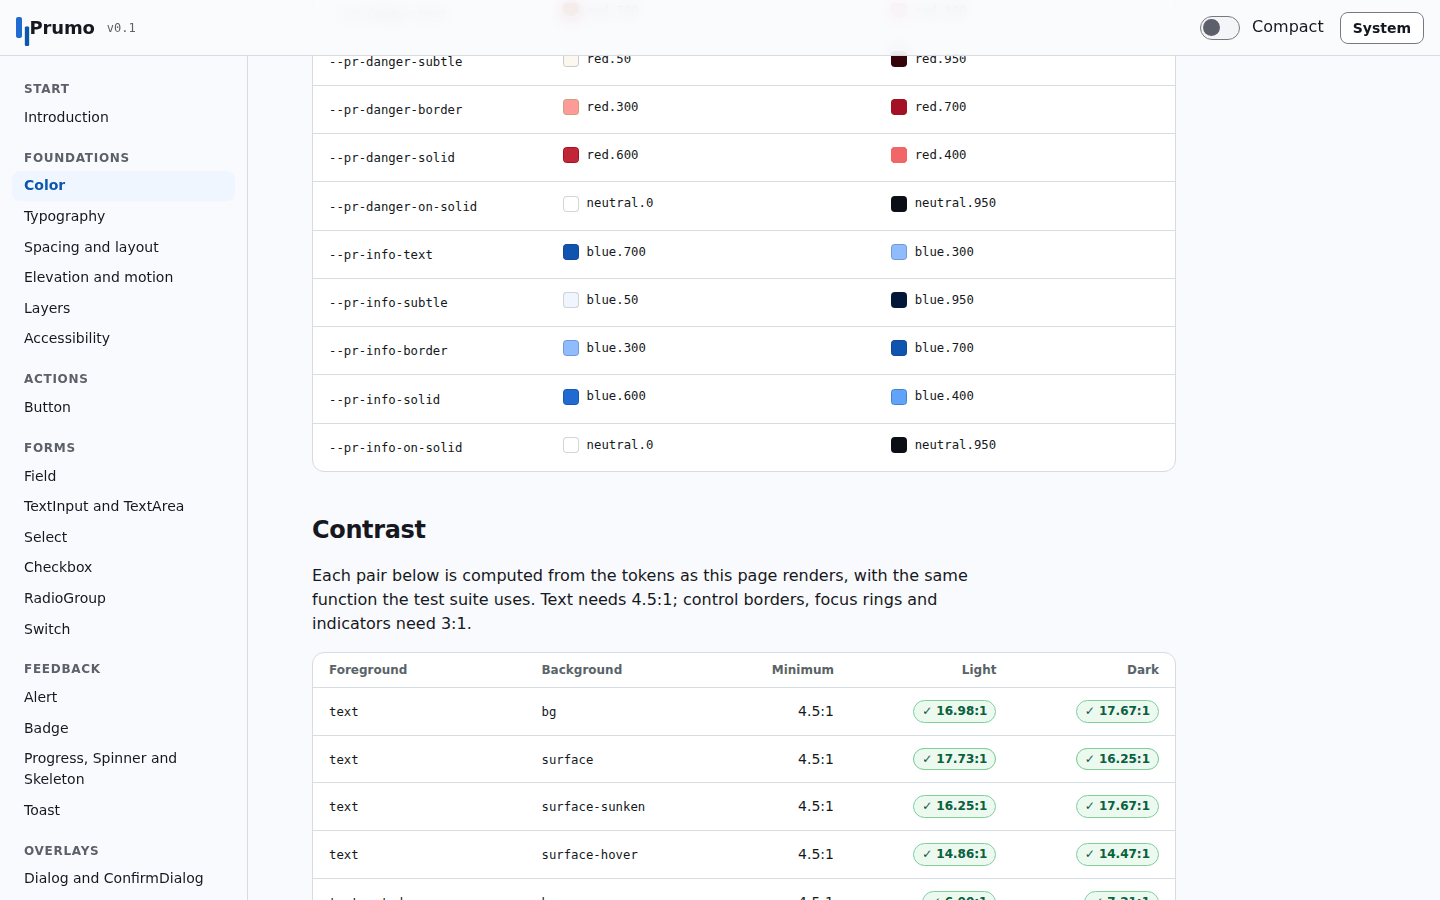 Prumo v0.1
Compact
System
START
Introduction
FOUNDATIONS
Color
Typography
Spacing and layout
Elevation and motion
Layers
Accessibility
ACTIONS
Button
FORMS
Field
TextInput and TextArea
Select
Checkbox
RadioGroup
Switch
FEEDBACK
Alert
Badge
Progress, Spinner and
Skeleton
Toast
OVERLAYS
Dialog and ConfirmDialog
--pr-danger-subtle red.50 red.950
--pr-danger-border red.300 red.700
--pr-danger-solid red.600 red.400
--pr-danger-on-solid neutral.0 neutral.950
--pr-info-text blue.700 blue.300
--pr-info-subtle blue.50 blue.950
--pr-info-border blue.300 blue.700
--pr-info-solid blue.600 blue.400
--pr-info-on-solid neutral.0 neutral.950
Contrast
Each pair below is computed from the tokens as this page renders, with the same
function the test suite uses. Text needs 4.5:1; control borders, focus rings and
indicators need 3:1.
Foreground Background Minimum Light Dark
text bg 4.5:1 ✓ 16.98:1 ✓ 17.67:1
text surface 4.5:1 ✓ 17.73:1 ✓ 16.25:1
text surface-sunken 4.5:1 ✓ 16.25:1 ✓ 17.67:1
text surface-hover 4.5:1 ✓ 14.86:1 ✓ 14.47:1